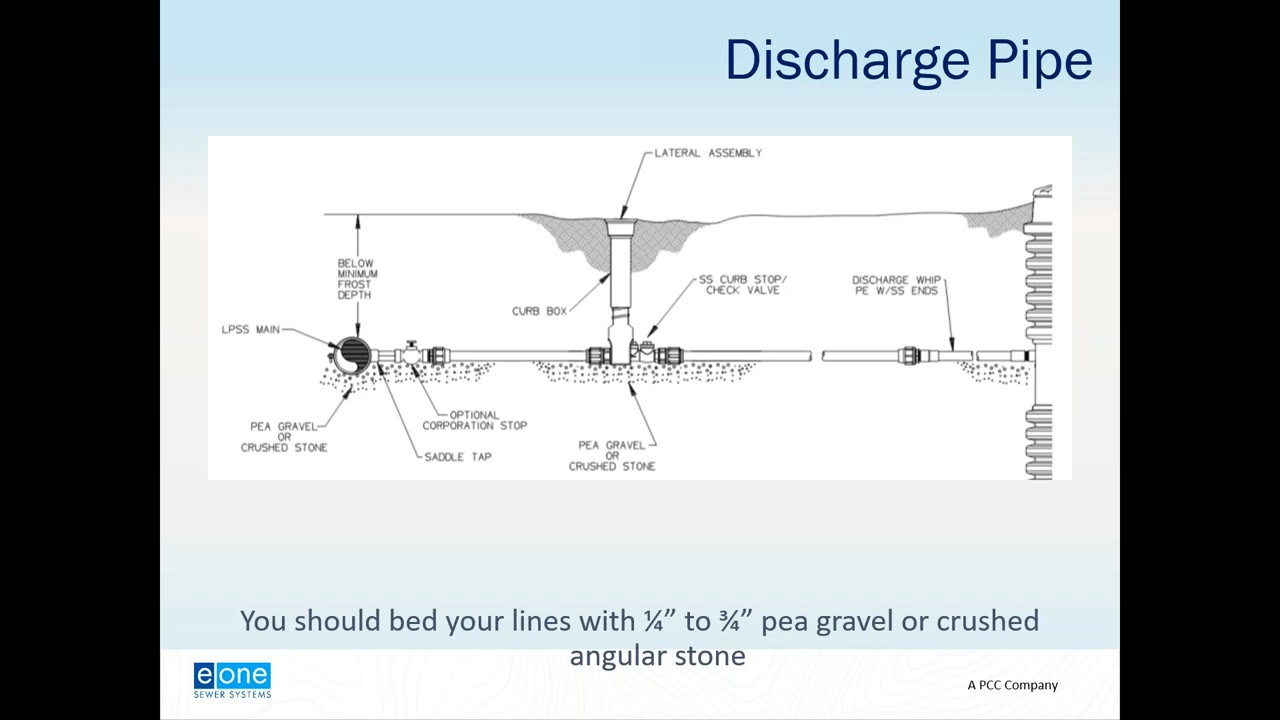 Discharge Pipe
LATERAL ASSEMBLY
BELOW
MINIMUM
FROST
DEPTH
SS CURB STOP/
CHECK VALVE
DISCHARGE WHIP
PE W/SS ENDS
CURB BOX
LPSS MAIN
OPTIONAL
CORPORATION STOP
PEA GRAVEL
OR
CRUSHED STONE
SADDLE TAP
PEA GRAVEL
OR
CRUSHED STONE
You should bed your lines with ¼” to ¾” pea gravel or crushed
angular stone
eone
SEWER SYSTEMS
A PCC Company